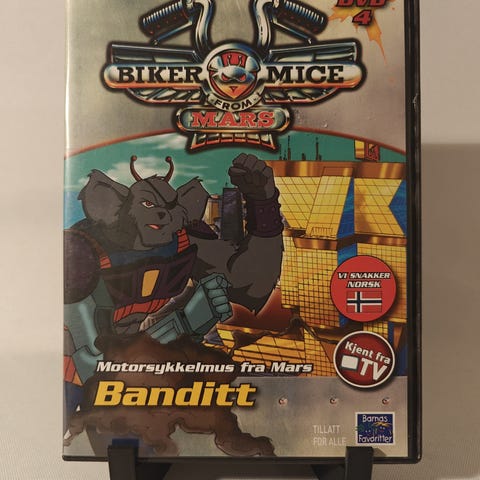 DVD
4
BIKER MICE
FROM
MARS
VI SNAKKER
NORSK
Kjent fra
TV
Motorsykkelmus fra Mars
Banditt
TILLATT
FOR ALLE
Barnas
Favoritter